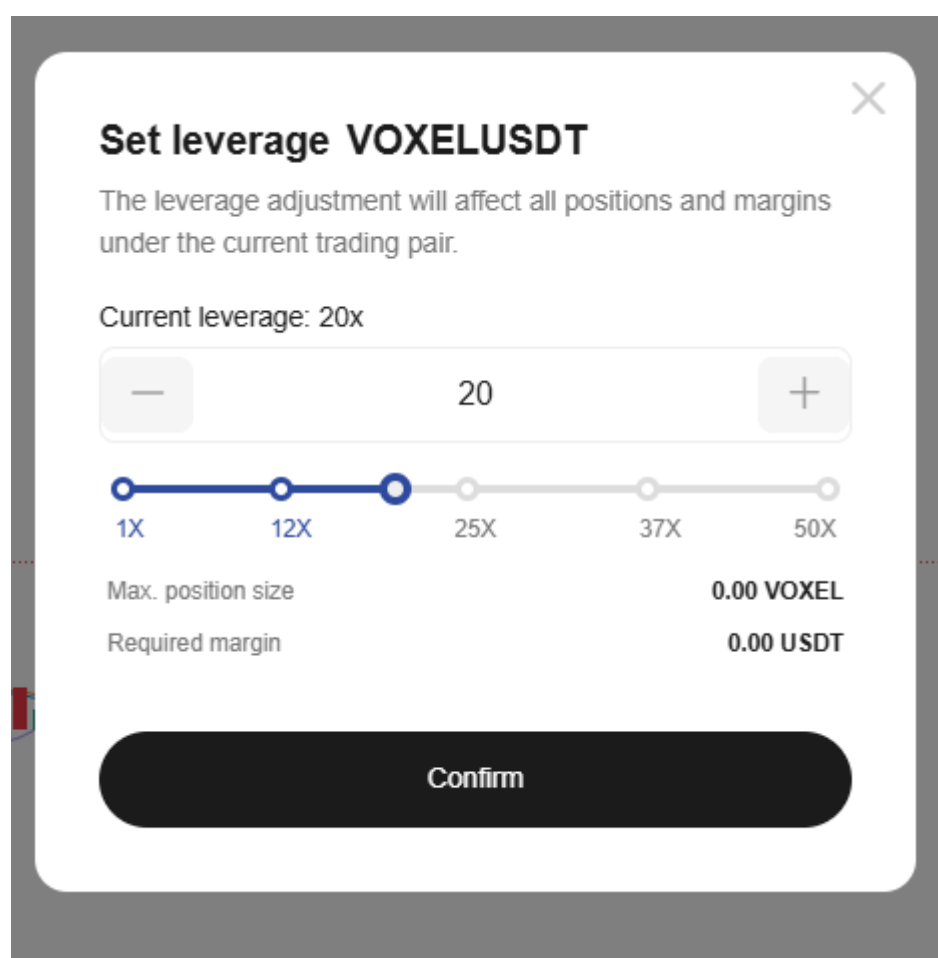 Set leverage VOXELUSDT
The leverage adjustment will affect all positions and margins
under the current trading pair.
Current leverage: 20x
20
1X 12X 25X 37X 50X
Max. position size 0.00 VOXEL
Required margin 0.00 USDT
Confirm